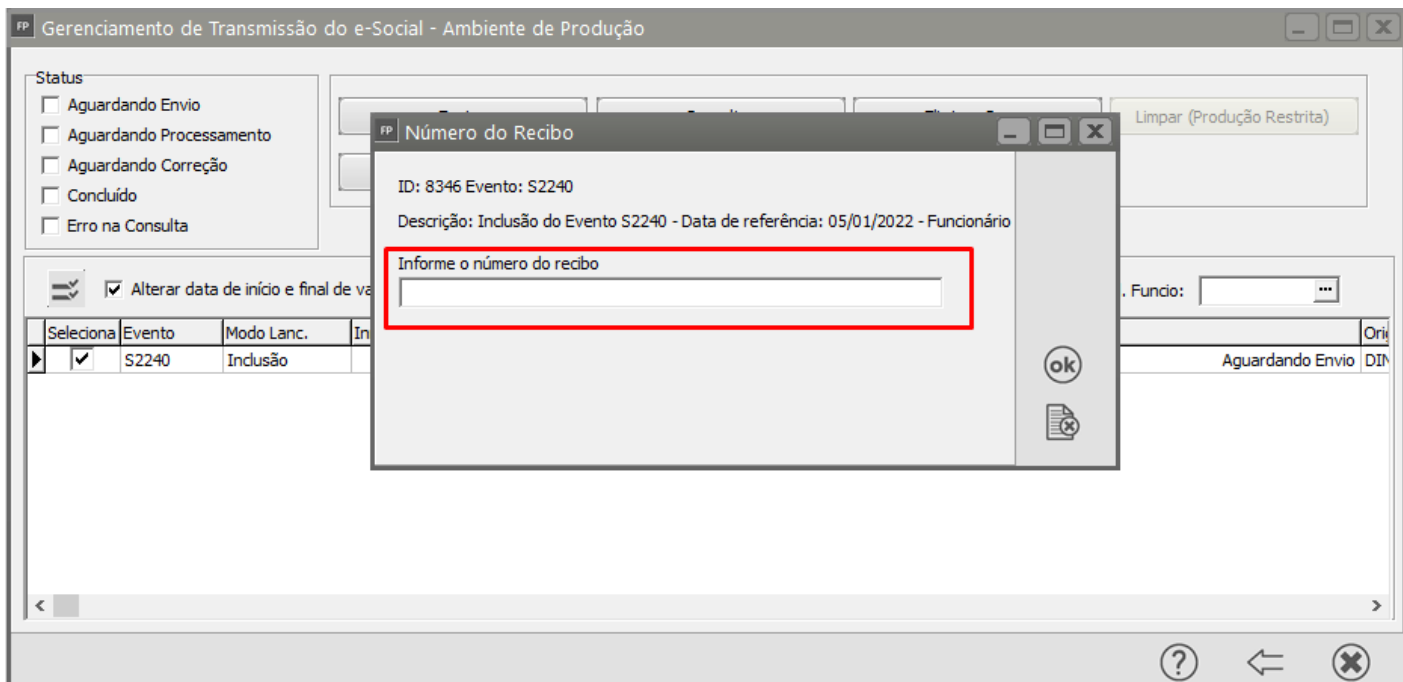 FP Gerenciamento de Transmissão do e-Social - Ambiente de Produção
Status
Aguardando Envio
Aguardando Processamento
Aguardando Correção
Concluído
Erro na Consulta
Limpar (Produção Restrita)
FP Número do Recibo
ID: 8346 Evento: S2240
Descrição: Inclusão do Evento S2240 - Data de referência: 05/01/2022 - Funcionário
Informe o número do recibo
ok
Alterar data de início e final de va
. Funcio:
...
Seleciona Evento Modo Lanc. In Ori
S2240 Inclusão Aguardando Envio DIN
?